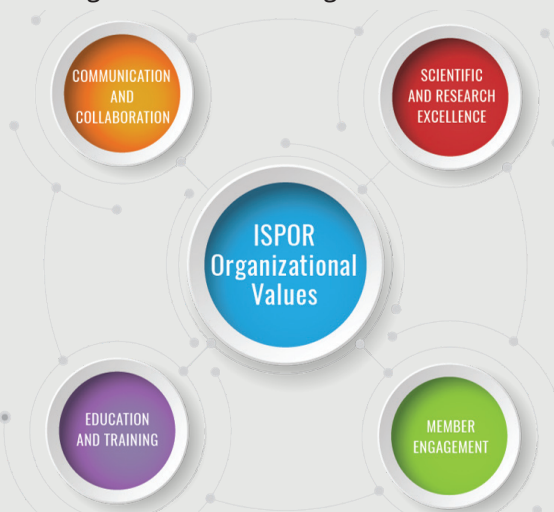 COMMUNICATION
AND
COLLABORATION
SCIENTIFIC
AND RESEARCH
EXCELLENCE
ISPOR
Organizational
Values
EDUCATION
AND TRAINING
MEMBER
ENGAGEMENT